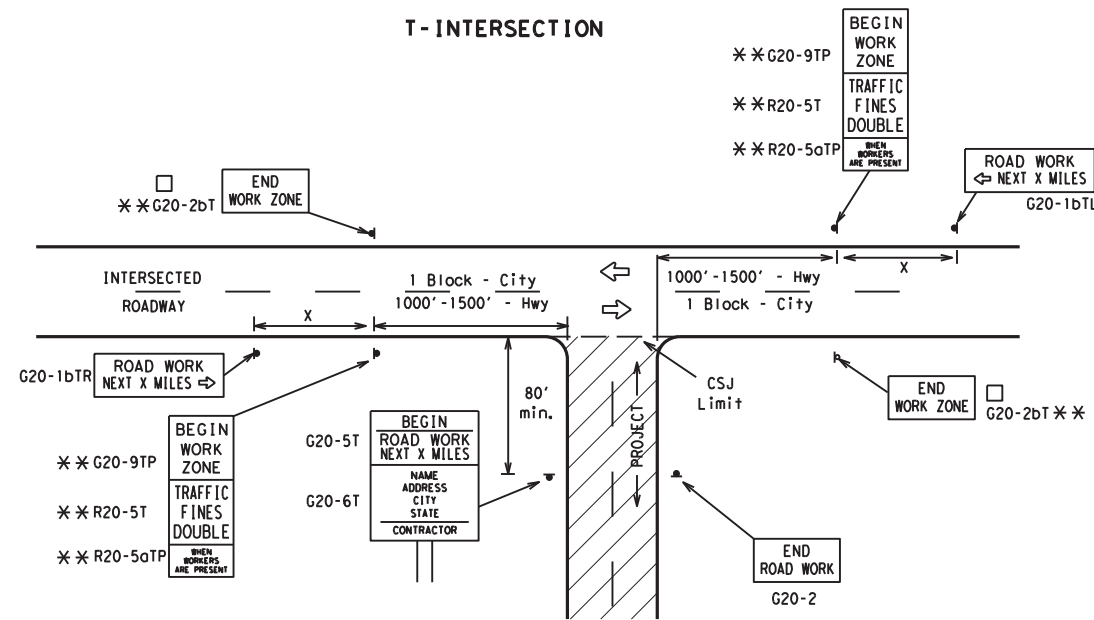 T-INTERSECTION
BEGIN
WORK
ZONE
** G20-9TP
TRAFFIC
FINES
DOUBLE
** R20-5T
WHEN
WORKERS
ARE PRESENT
** R20-5aTP
ROAD WORK
⇦ NEXT X MILES
G20-1bTL
END
WORK ZONE
□
** G20-2bT
INTERSECTED
ROADWAY
1 Block - City
1000'-1500' - Hwy
X
1000'-1500' - Hwy
1 Block - City
X
G20-1bTR
ROAD WORK
NEXT X MILES ⇨
80'
min.
PROJECT
CSJ
Limit
END
WORK ZONE
□
G20-2bT **
BEGIN
WORK
ZONE
** G20-9TP
TRAFFIC
FINES
DOUBLE
** R20-5T
WHEN
WORKERS
ARE PRESENT
** R20-5aTP
G20-5T
BEGIN
ROAD WORK
NEXT X MILES
G20-6T
NAME
ADDRESS
CITY
STATE
CONTRACTOR
END
ROAD WORK
G20-2